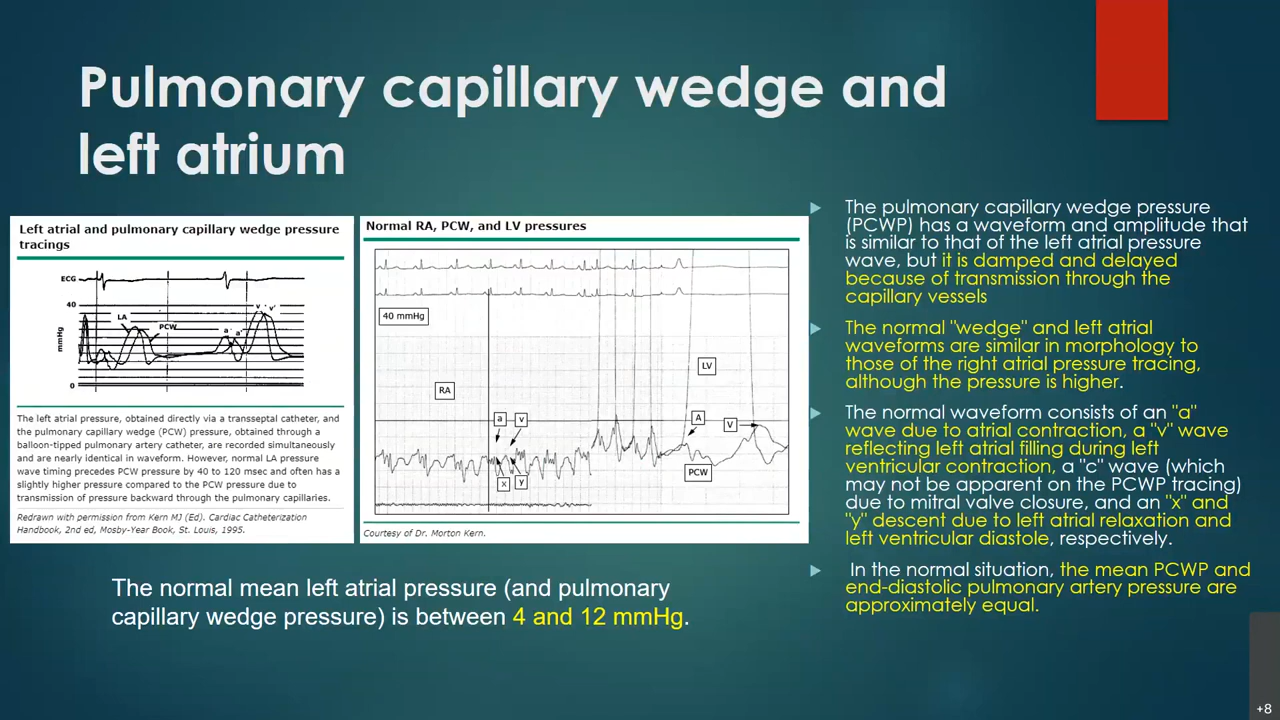 Pulmonary capillary wedge and
left atrium
Left atrial and pulmonary capillary wedge pressure
tracings
ECG
40
mmHg
0
LA
PCW
a
a'
v
v'
The left atrial pressure, obtained directly via a transseptal catheter, and
the pulmonary capillary wedge (PCW) pressure, obtained through a
balloon-tipped pulmonary artery catheter, are recorded simultaneously
and are nearly identical in waveform. However, normal LA pressure
wave timing precedes PCW pressure by 40 to 120 msec and often has a
slightly higher pressure compared to the PCW pressure due to
transmission of pressure backward through the pulmonary capillaries.
Redrawn with permission from Kern MJ (Ed). Cardiac Catheterization
Handbook, 2nd ed, Mosby-Year Book, St. Louis, 1995.
Normal RA, PCW, and LV pressures
40 mmHg
RA
a
v
x
y
LV
A
V
PCW
Courtesy of Dr. Morton Kern.
The normal mean left atrial pressure (and pulmonary
capillary wedge pressure) is between 4 and 12 mmHg.
The pulmonary capillary wedge pressure
(PCWP) has a waveform and amplitude that
is similar to that of the left atrial pressure
wave, but it is damped and delayed
because of transmission through the
capillary vessels
The normal "wedge" and left atrial
waveforms are similar in morphology to
those of the right atrial pressure tracing,
although the pressure is higher.
The normal waveform consists of an "a"
wave due to atrial contraction, a "v" wave
reflecting left atrial filling during left
ventricular contraction, a "c" wave (which
may not be apparent on the PCWP tracing)
due to mitral valve closure, and an "x" and
"y" descent due to left atrial relaxation and
left ventricular diastole, respectively.
In the normal situation, the mean PCWP and
end-diastolic pulmonary artery pressure are
approximately equal.
+8